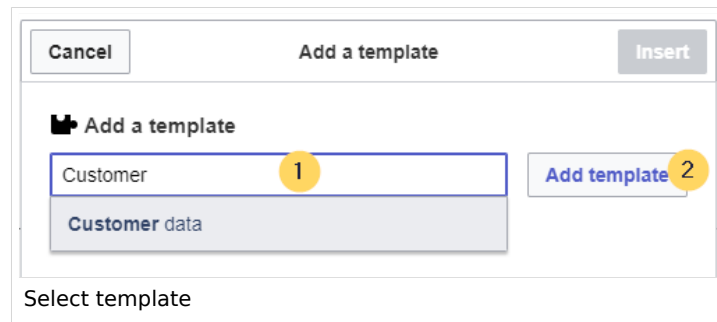 Cancel Add a template Insert
Add a template
Customer 1 Add template 2
Customer data
Select template